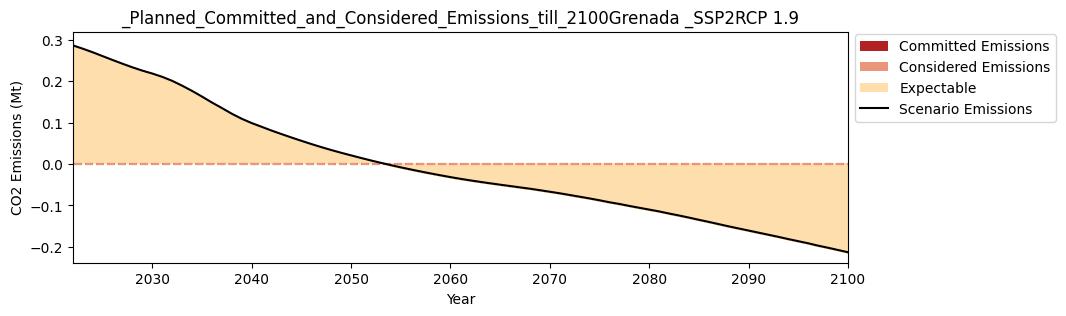 _Planned_Committed_and_Considered_Emissions_till_2100Grenada _SSP2RCP 1.9
CO2 Emissions (Mt)
0.3
0.2
0.1
0.0
−0.1
−0.2
2030
2040
2050
2060
2070
2080
2090
2100
Year
Committed Emissions
Considered Emissions
Expectable
Scenario Emissions